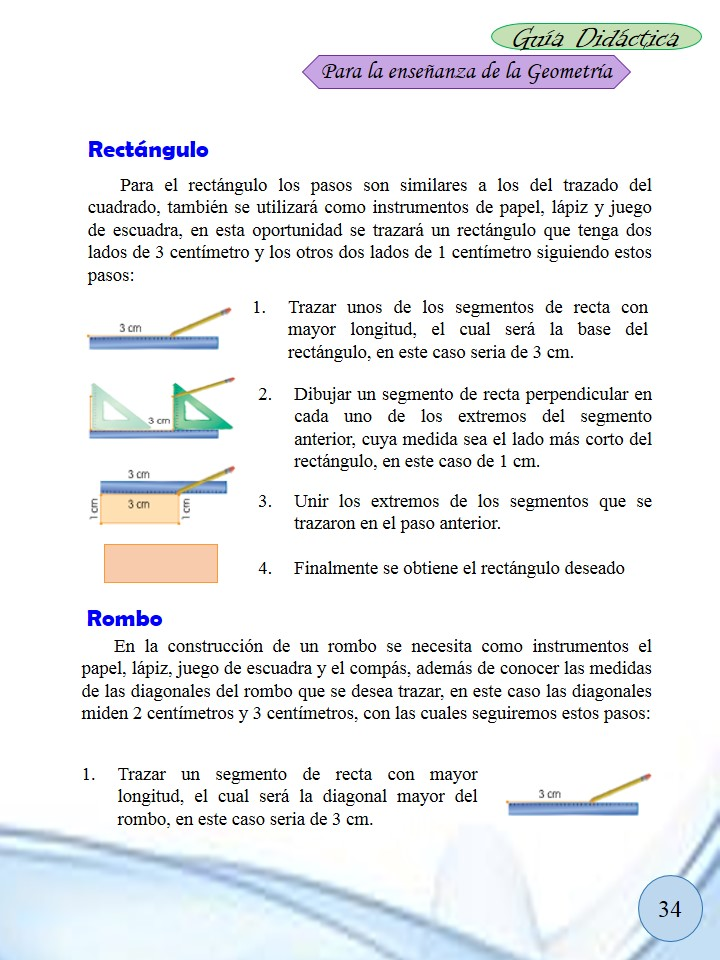 Guía Didáctica
Para la enseñanza de la Geometría
Rectángulo
Para el rectángulo los pasos son similares a los del trazado del
cuadrado, también se utilizará como instrumentos de papel, lápiz y juego
de escuadra, en esta oportunidad se trazará un rectángulo que tenga dos
lados de 3 centímetro y los otros dos lados de 1 centímetro siguiendo estos
pasos:
3 cm
1. Trazar unos de los segmentos de recta con
mayor longitud, el cual será la base del
rectángulo, en este caso seria de 3 cm.
3 cm
2. Dibujar un segmento de recta perpendicular en
cada uno de los extremos del segmento
anterior, cuya medida sea el lado más corto del
rectángulo, en este caso de 1 cm.
3 cm
1 cm
3 cm
1 cm
3. Unir los extremos de los segmentos que se
trazaron en el paso anterior.
4. Finalmente se obtiene el rectángulo deseado
Rombo
En la construcción de un rombo se necesita como instrumentos el
papel, lápiz, juego de escuadra y el compás, además de conocer las medidas
de las diagonales del rombo que se desea trazar, en este caso las diagonales
miden 2 centímetros y 3 centímetros, con las cuales seguiremos estos pasos:
1. Trazar un segmento de recta con mayor
longitud, el cual será la diagonal mayor del
rombo, en este caso seria de 3 cm.
3 cm
34